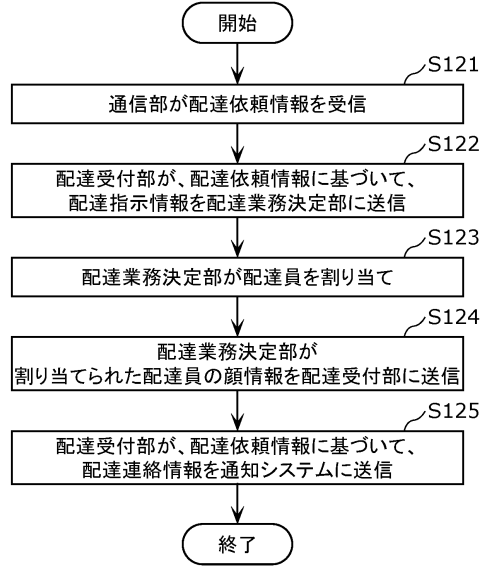 開始
S121
通信部が配達依頼情報を受信
S122
配達受付部が、配達依頼情報に基づいて、
配達指示情報を配達業務決定部に送信
S123
配達業務決定部が配達員を割り当て
S124
配達業務決定部が
割り当てられた配達員の顔情報を配達受付部に送信
S125
配達受付部が、配達依頼情報に基づいて、
配達連絡情報を通知システムに送信
終了